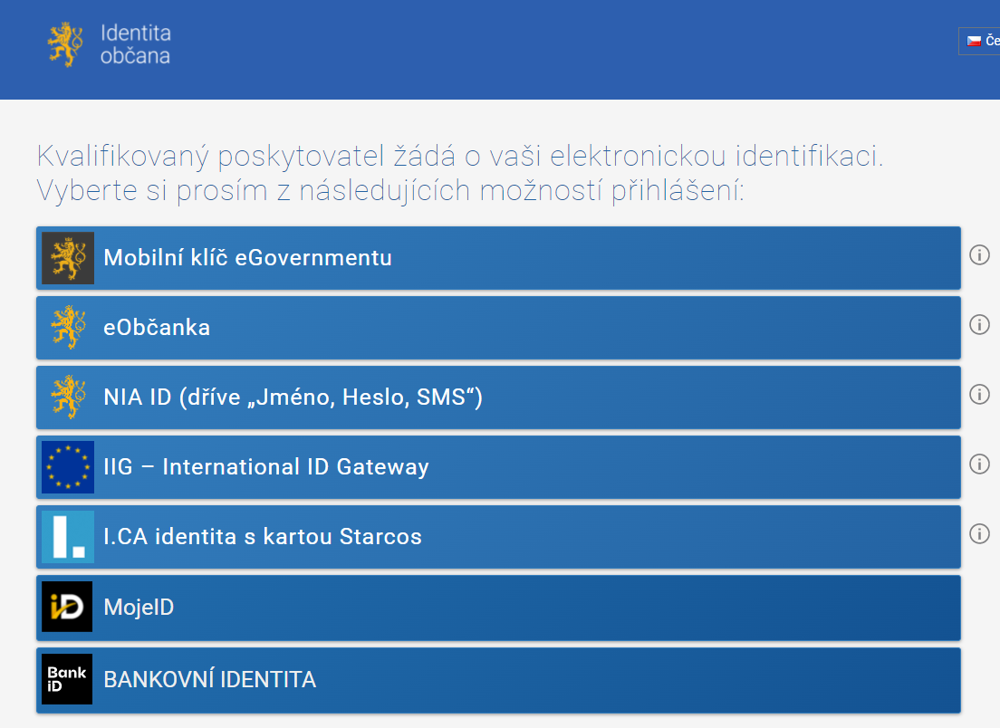 Identita
občana
Če
Kvalifikovaný poskytovatel žádá o vaši elektronickou identifikaci.
Vyberte si prosím z následujících možností přihlášení:
Mobilní klíč eGovernmentu
eObčanka
NIA ID (dříve „Jméno, Heslo, SMS“)
IIG – International ID Gateway
I.
I.CA identita s kartou Starcos
iD
MojeID
Bank
iD
BANKOVNÍ IDENTITA